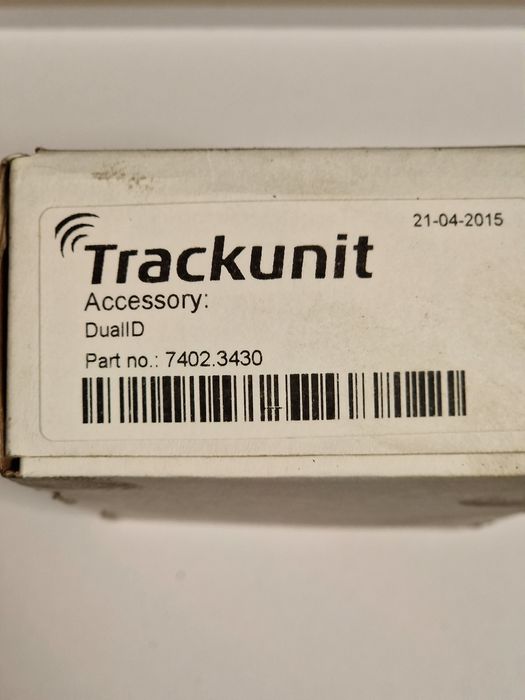 21-04-2015
Trackunit
Accessory:
DualID
Part no.: 7402.3430